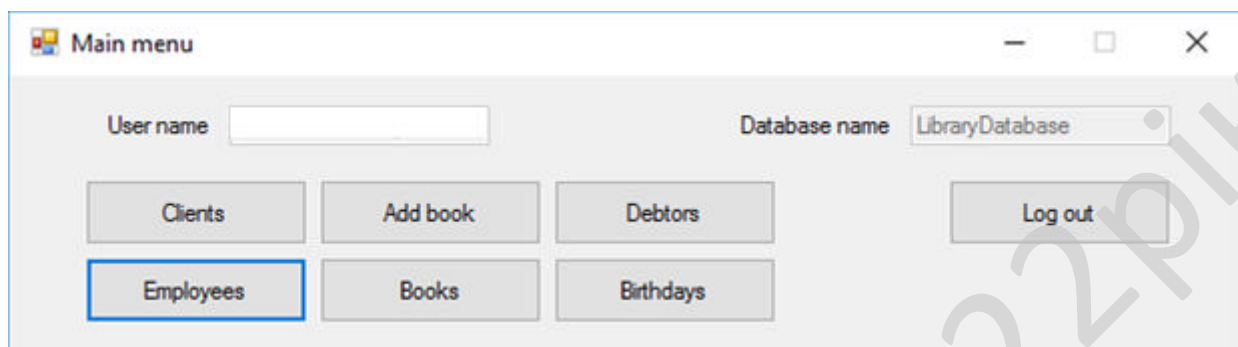 Main menu
User name
Database name LibraryDatabase
Clients Add book Debtors Log out
Employees Books Birthdays